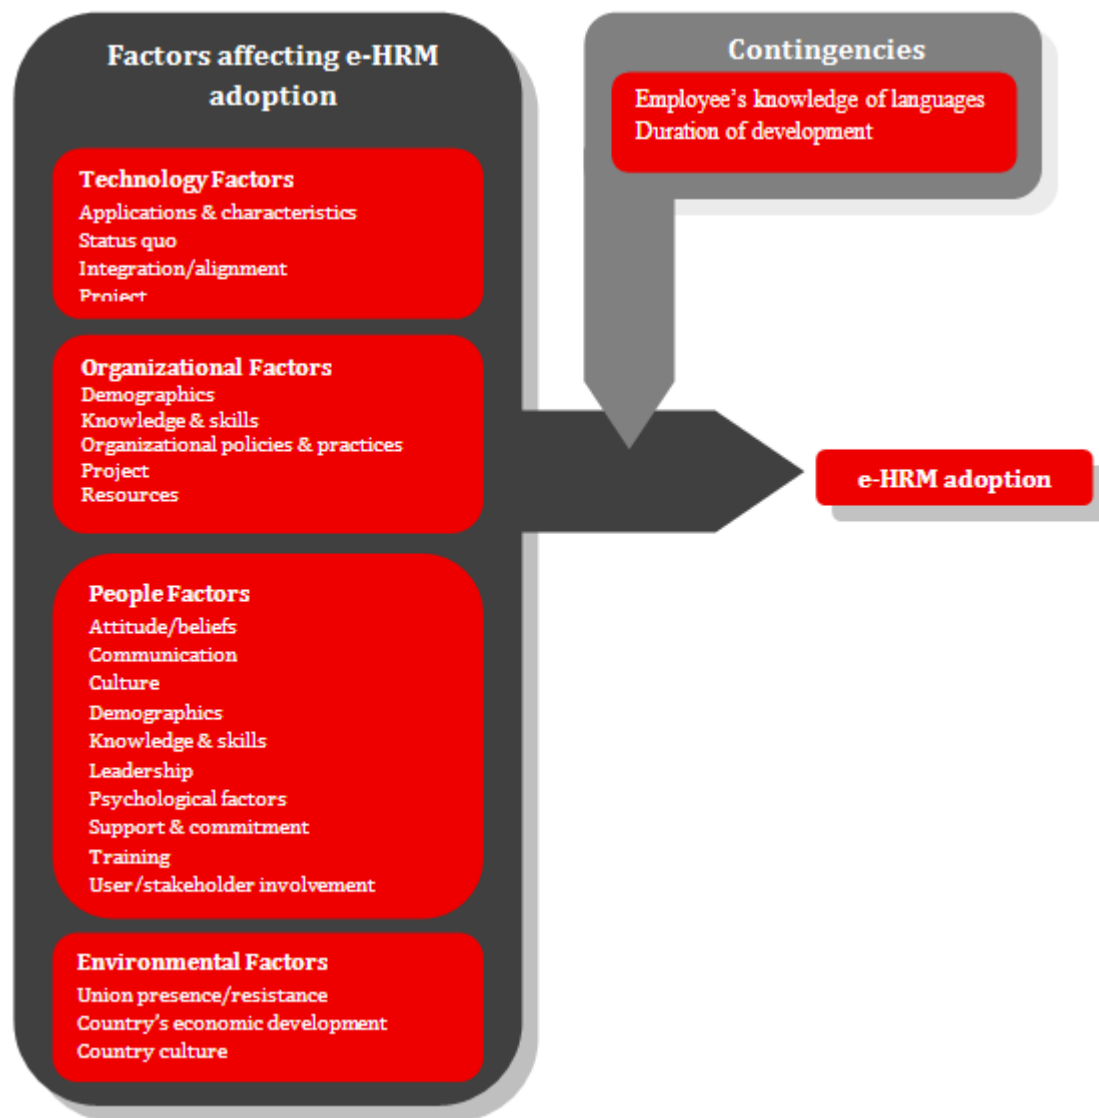 Factors affecting e-HRM
adoption
Technology Factors
Applications & characteristics
Status quo
Integration/alignment
Project
Organizational Factors
Demographics
Knowledge & skills
Organizational policies & practices
Project
Resources
People Factors
Attitude/beliefs
Communication
Culture
Demographics
Knowledge & skills
Leadership
Psychological factors
Support & commitment
Training
User/stakeholder involvement
Environmental Factors
Union presence/resistance
Country's economic development
Country culture
Contingencies
Employee's knowledge of languages
Duration of development
e-HRM adoption